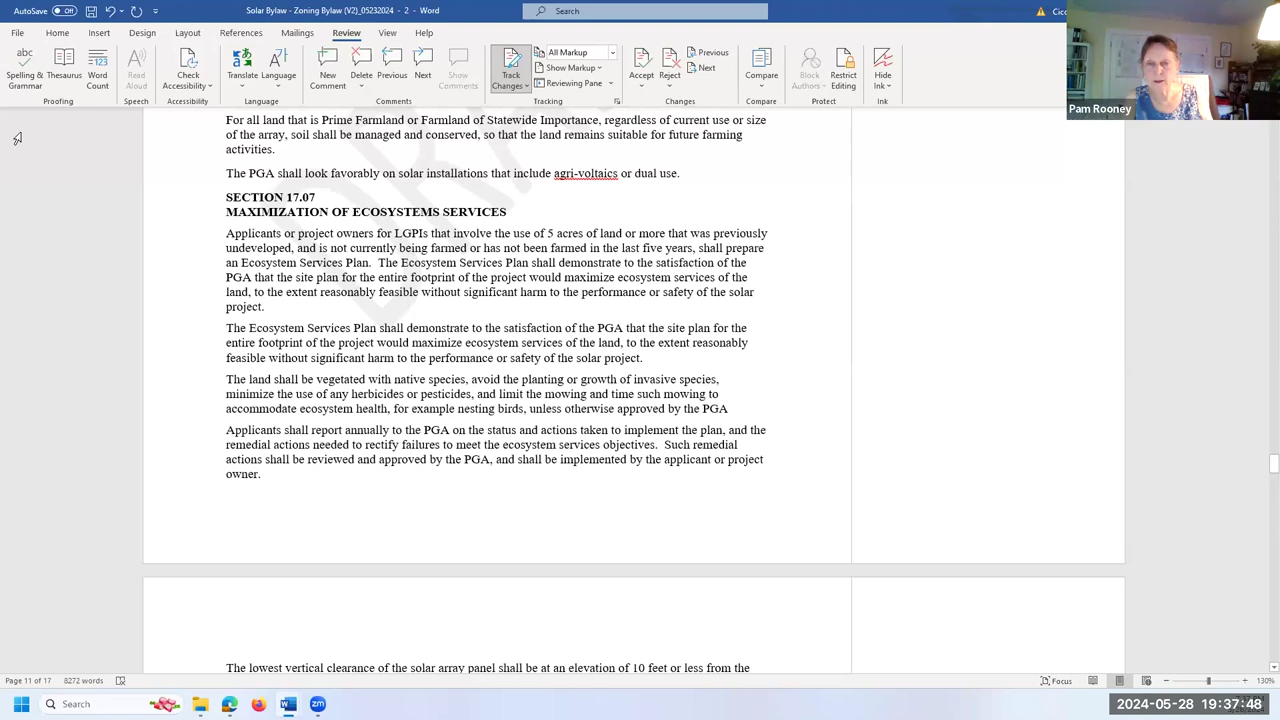 Solar Bylaw - Zoning Bylaw (V2)_05232024 - 2 - Word
AutoSave Off
Search
Cicc
File Home Insert Draw Design Layout References Mailings Review View Help
Spelling & Grammar
Thesaurus
Word Count
Read Aloud
Check Accessibility
Translate
Language
New Comment
Delete
Previous
Next
Show Comments
Track Changes
All Markup
Show Markup
Reviewing Pane
Accept
Reject
Previous
Next
Compare
Block Authors
Restrict Editing
Hide Ink
Proofing
Speech
Accessibility
Language
Comments
Tracking
Changes
Compare
Protect
Ink
Pam Rooney
For all land that is Prime Farmland or Farmland of Statewide Importance, regardless of current use or size
of the array, soil shall be managed and conserved, so that the land remains suitable for future farming
activities.
The PGA shall look favorably on solar installations that include agri-voltaics or dual use.
SECTION 17.07
MAXIMIZATION OF ECOSYSTEMS SERVICES
Applicants or project owners for LGPIs that involve the use of 5 acres of land or more that was previously
undeveloped, and is not currently being farmed or has not been farmed in the last five years, shall prepare
an Ecosystem Services Plan.  The Ecosystem Services Plan shall demonstrate to the satisfaction of the
PGA that the site plan for the entire footprint of the project would maximize ecosystem services of the
land, to the extent reasonably feasible without significant harm to the performance or safety of the solar
project.
The Ecosystem Services Plan shall demonstrate to the satisfaction of the PGA that the site plan for the
entire footprint of the project would maximize ecosystem services of the land, to the extent reasonably
feasible without significant harm to the performance or safety of the solar project.
The land shall be vegetated with native species, avoid the planting or growth of invasive species,
minimize the use of any herbicides or pesticides, and limit the mowing and time such mowing to
accommodate ecosystem health, for example nesting birds, unless otherwise approved by the PGA
Applicants shall report annually to the PGA on the status and actions taken to implement the plan, and the
remedial actions needed to rectify failures to meet the ecosystem services objectives.  Such remedial
actions shall be reviewed and approved by the PGA, and shall be implemented by the applicant or project
owner.
The lowest vertical clearance of the solar array panel shall be at an elevation of 10 feet or less from the
Page 11 of 17
8272 words
Focus
130%
Search
2024-05-28 19:37:48